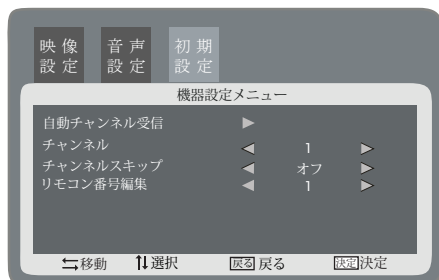 映像 音声 初期
設定 設定 設定
機器設定メニュー
自動チャンネル受信 ▶
チャンネル ◀ 1 ▶
チャンネルスキップ ◀ オフ ▶
リモコン番号編集 ◀ 1 ▶
⇆移動 ⇅選択 戻る 戻る 決定 決定